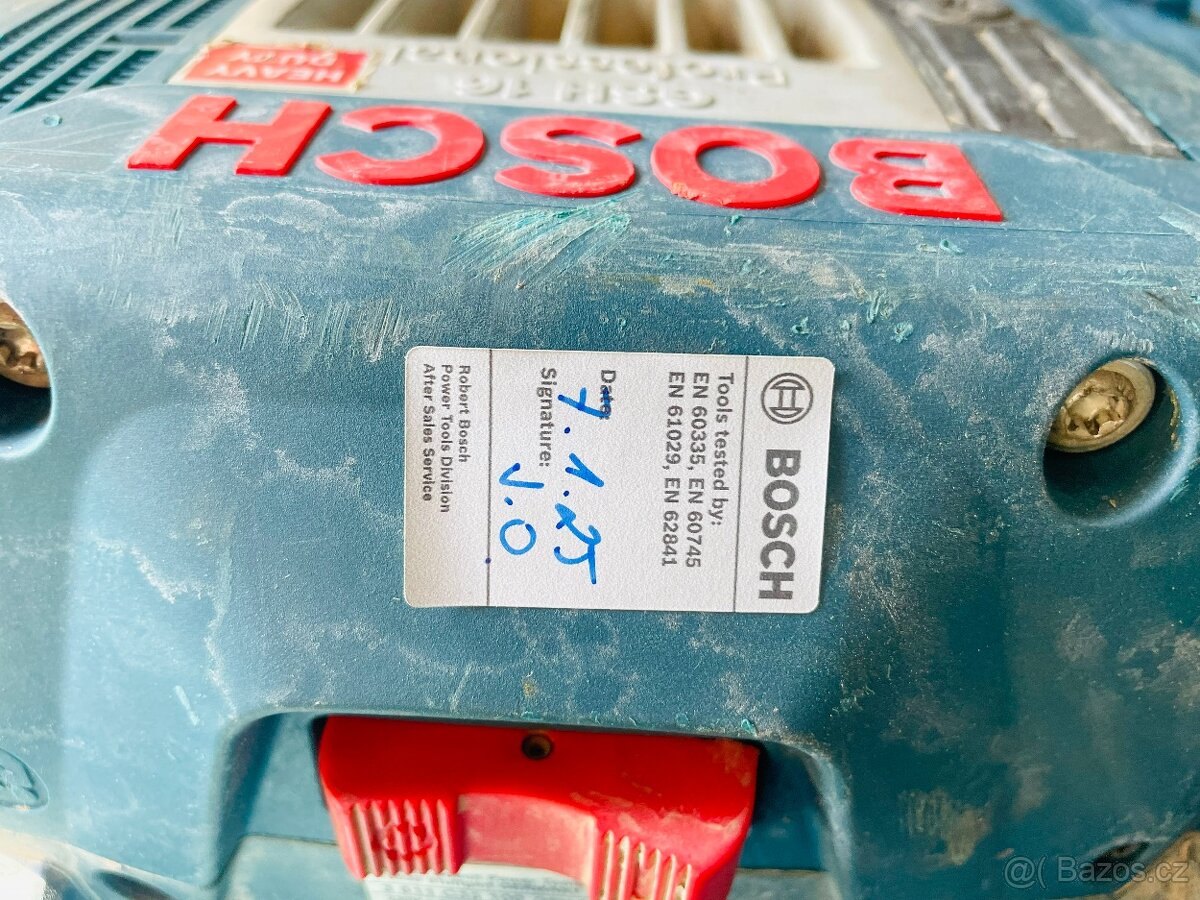 HEAVY
DUTY
Professional
GSH 16
BOSCH
BOSCH
Tools tested by:
EN 60335, EN 60745
EN 61029, EN 62841
Date
7.1.25
Signature:
J.O
Robert Bosch
Power Tools Division
After Sales Service
@( Bazos.cz